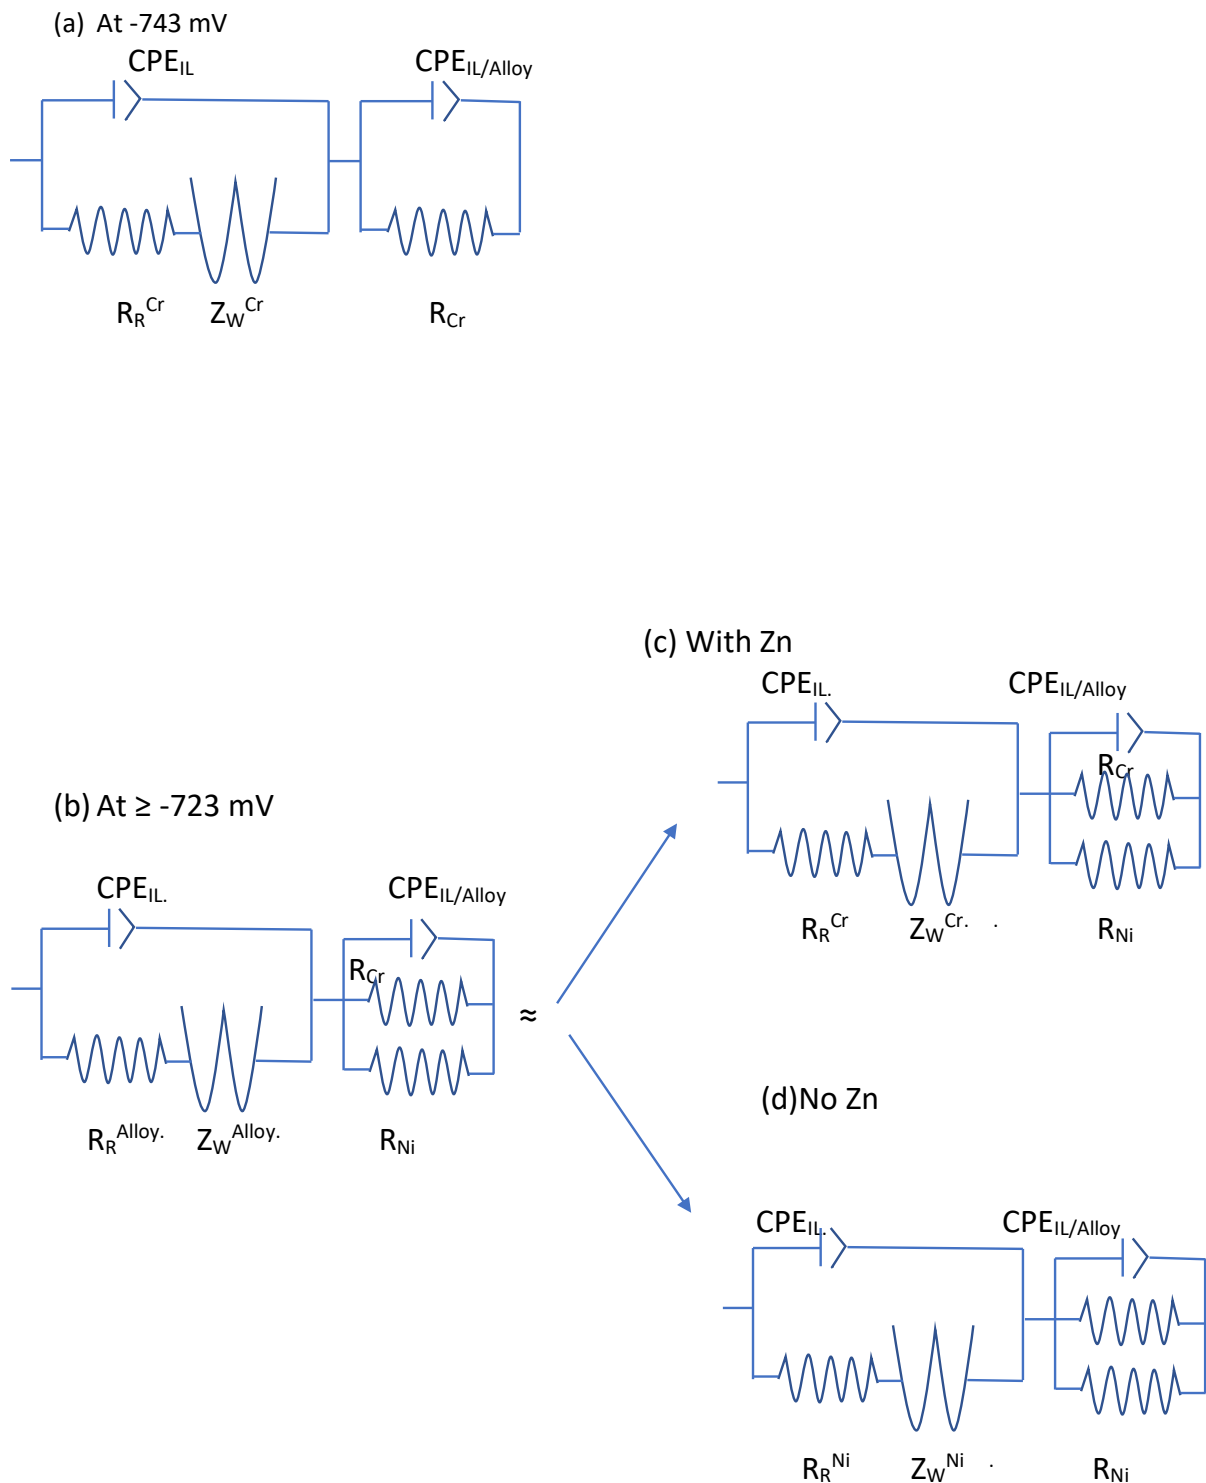 (a) At -743 mV
CPEIL CPEIL/Alloy
RRCr ZWCr RCr
(c) With Zn
CPEIL. CPEIL/Alloy
RCr
RRCr ZWCr. . RNi
(b) At ≥ -723 mV
CPEIL. CPEIL/Alloy
RCr
≈
RRAlloy. ZWAlloy. RNi
(d)No Zn
CPEIL. CPEIL/Alloy
RRNi ZWNi . RNi